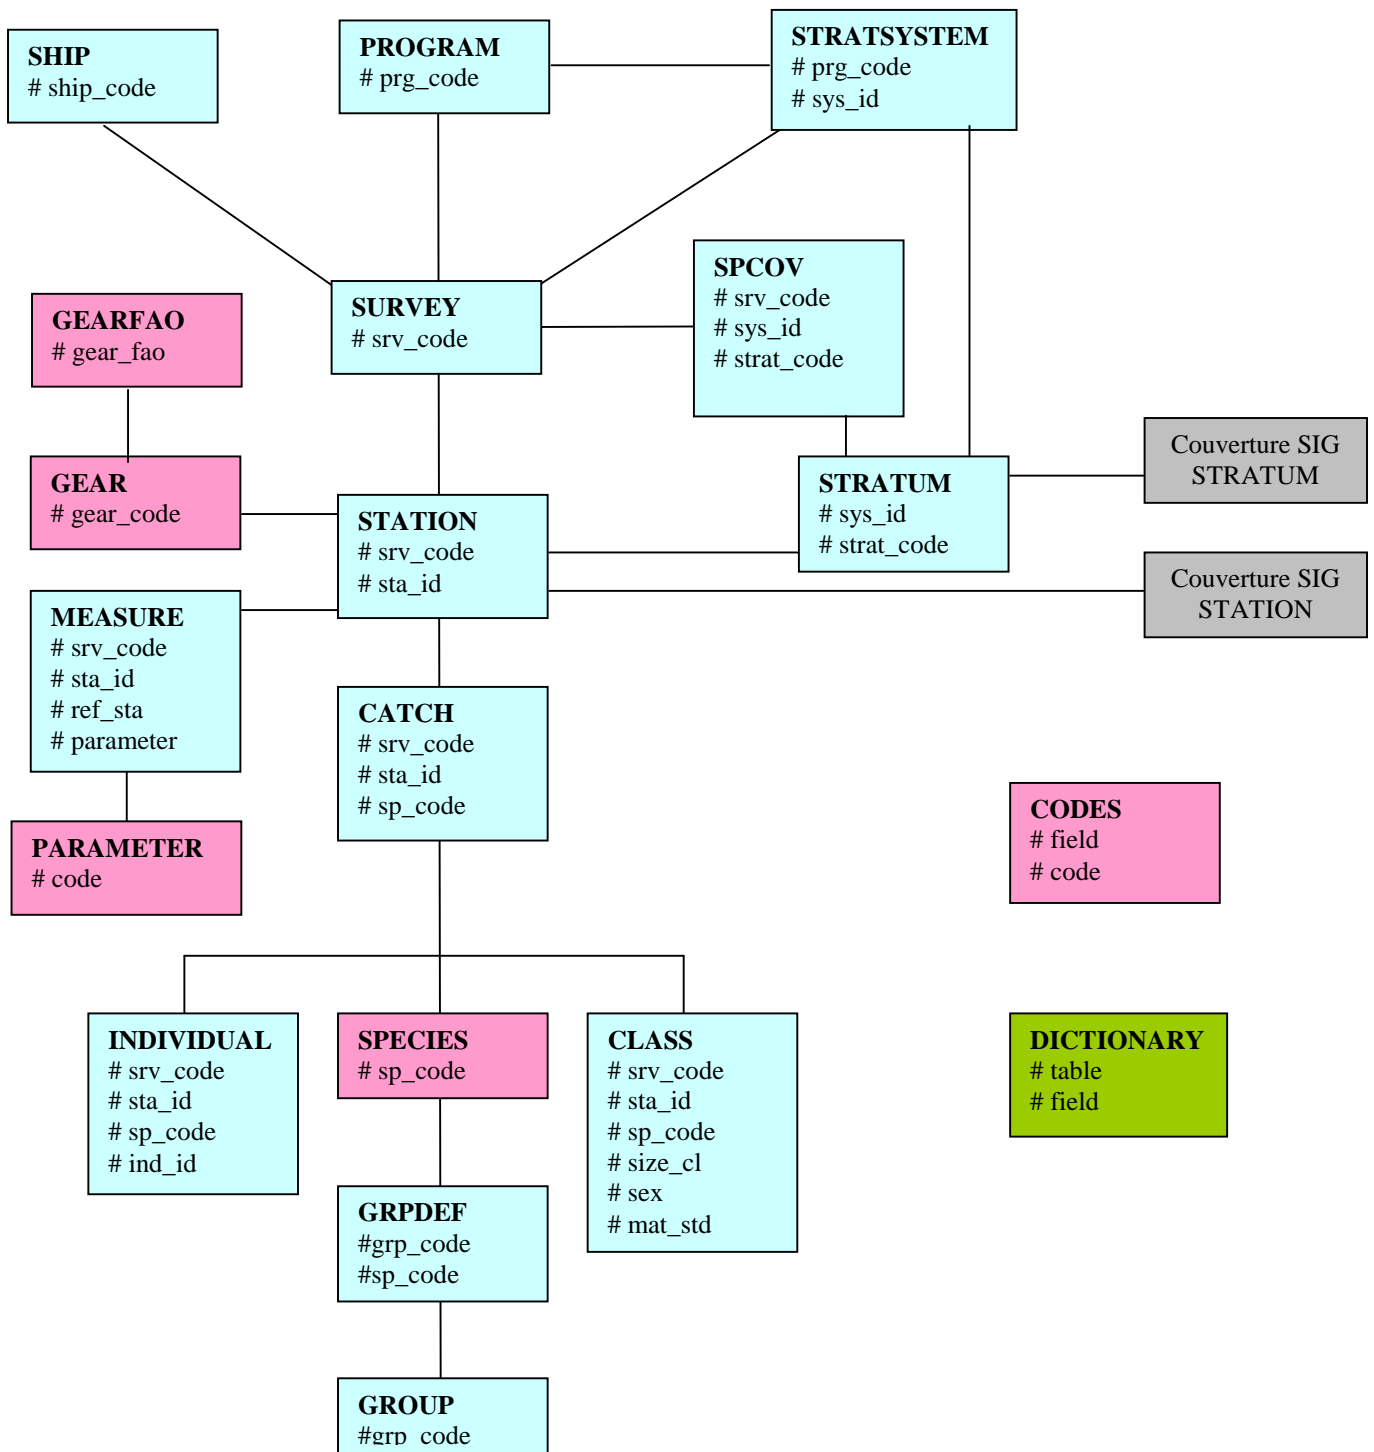 SHIP
# ship_code
PROGRAM
# prg_code
STRATSYSTEM
# prg_code
# sys_id
SPCOV
# srv_code
# sys_id
# strat_code
SURVEY
# srv_code
GEARFAO
# gear_fao
GEAR
# gear_code
STATION
# srv_code
# sta_id
STRATUM
# sys_id
# strat_code
Couverture SIG
STRATUM
Couverture SIG
STATION
MEASURE
# srv_code
# sta_id
# ref_sta
# parameter
CATCH
# srv_code
# sta_id
# sp_code
PARAMETER
# code
CODES
# field
# code
INDIVIDUAL
# srv_code
# sta_id
# sp_code
# ind_id
SPECIES
# sp_code
CLASS
# srv_code
# sta_id
# sp_code
# size_cl
# sex
# mat_std
DICTIONARY
# table
# field
GRPDEF
#grp_code
#sp_code
GROUP
#grp_code